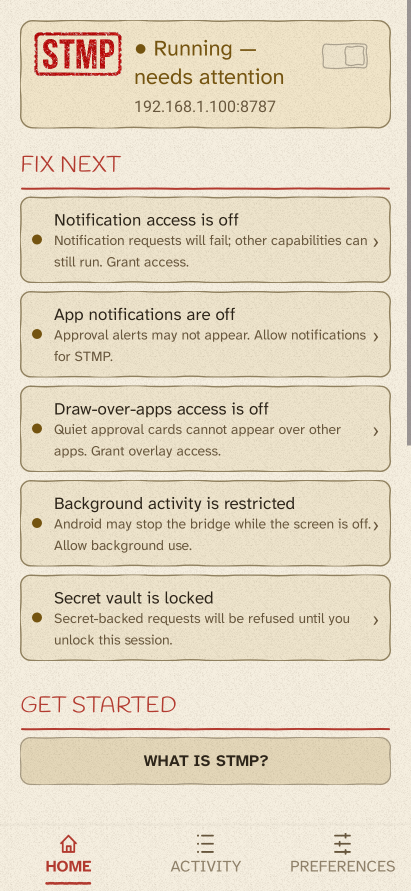 STMP
● Running —
needs attention
192.168.1.100:8787
FIX NEXT
Notification access is off
Notification requests will fail; other capabilities can
still run. Grant access.
App notifications are off
Approval alerts may not appear. Allow notifications
for STMP.
Draw-over-apps access is off
Quiet approval cards cannot appear over other
apps. Grant overlay access.
Background activity is restricted
Android may stop the bridge while the screen is off.
Allow background use.
Secret vault is locked
Secret-backed requests will be refused until you
unlock this session.
GET STARTED
WHAT IS STMP?
HOME
ACTIVITY
PREFERENCES